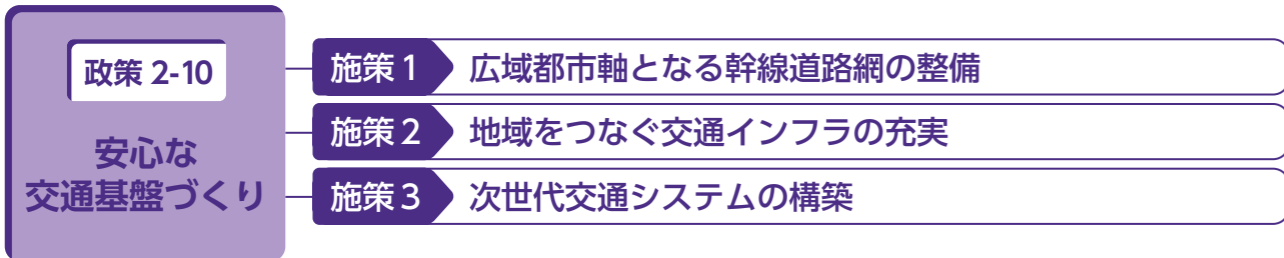 政策 2-10
安心な
交通基盤づくり
施策 1 広域都市軸となる幹線道路網の整備
施策 2 地域をつなぐ交通インフラの充実
施策 3 次世代交通システムの構築